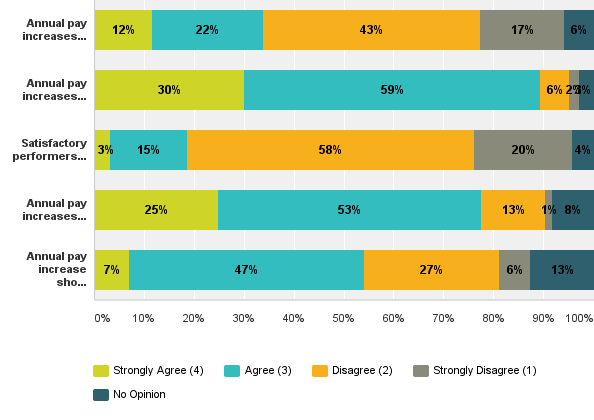 Annual pay
increases...
12% 22% 43% 17% 6%
Annual pay
increases...
30% 59% 6% 2% 3%
Satisfactory
performers...
3% 15% 58% 20% 4%
Annual pay
increases...
25% 53% 13% 1% 8%
Annual pay
increase
sho...
7% 47% 27% 6% 13%
0% 10% 20% 30% 40% 50% 60% 70% 80% 90% 100%
Strongly Agree (4) Agree (3) Disagree (2) Strongly Disagree (1)
No Opinion